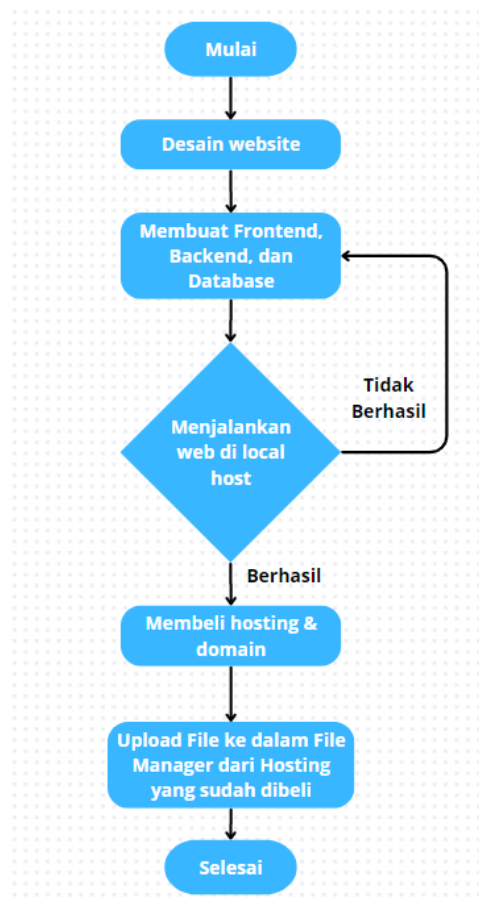 Mulai
Desain website
Membuat Frontend,
Backend, dan
Database
Tidak
Berhasil
Menjalankan
web di local
host
Berhasil
Membeli hosting &
domain
Upload File ke dalam File
Manager dari Hosting
yang sudah dibeli
Selesai